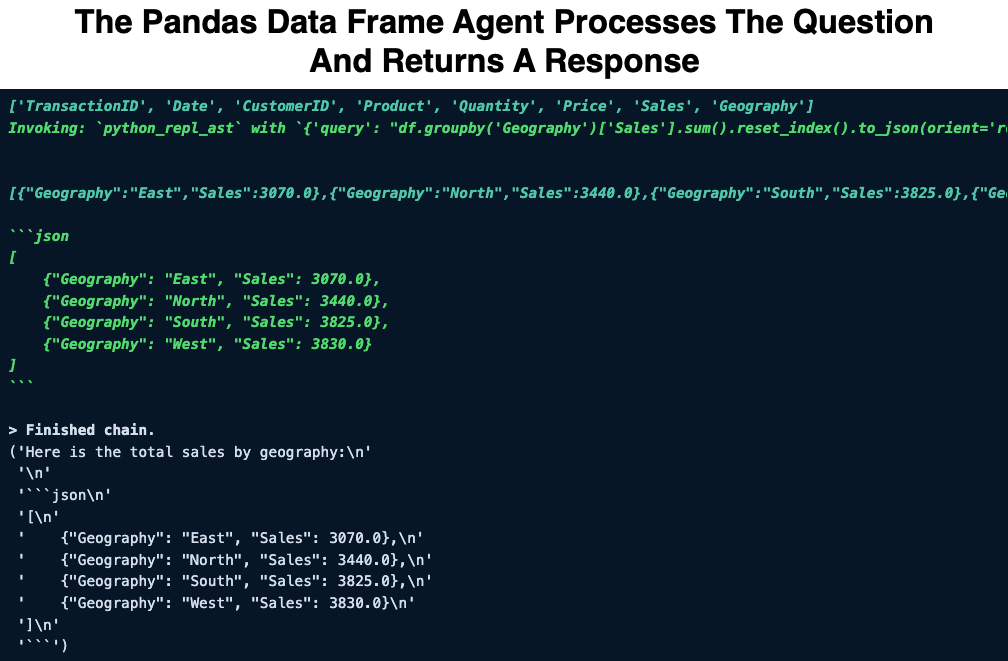 The Pandas Data Frame Agent Processes The Question
And Returns A Response
['TransactionID', 'Date', 'CustomerID', 'Product', 'Quantity', 'Price', 'Sales', 'Geography']
Invoking: `python_repl_ast` with `{'query': "df.groupby('Geography')['Sales'].sum().reset_index().to_json(orient='r
[{"Geography":"East","Sales":3070.0},{"Geography":"North","Sales":3440.0},{"Geography":"South","Sales":3825.0},{"Ge
```json
[
    {"Geography": "East", "Sales": 3070.0},
    {"Geography": "North", "Sales": 3440.0},
    {"Geography": "South", "Sales": 3825.0},
    {"Geography": "West", "Sales": 3830.0}
]
```
> Finished chain.
('Here is the total sales by geography:\n'
 '\n'
 '```json\n'
 '[\n'
 '    {"Geography": "East", "Sales": 3070.0},\n'
 '    {"Geography": "North", "Sales": 3440.0},\n'
 '    {"Geography": "South", "Sales": 3825.0},\n'
 '    {"Geography": "West", "Sales": 3830.0}\n'
 ']\n'
 '```')